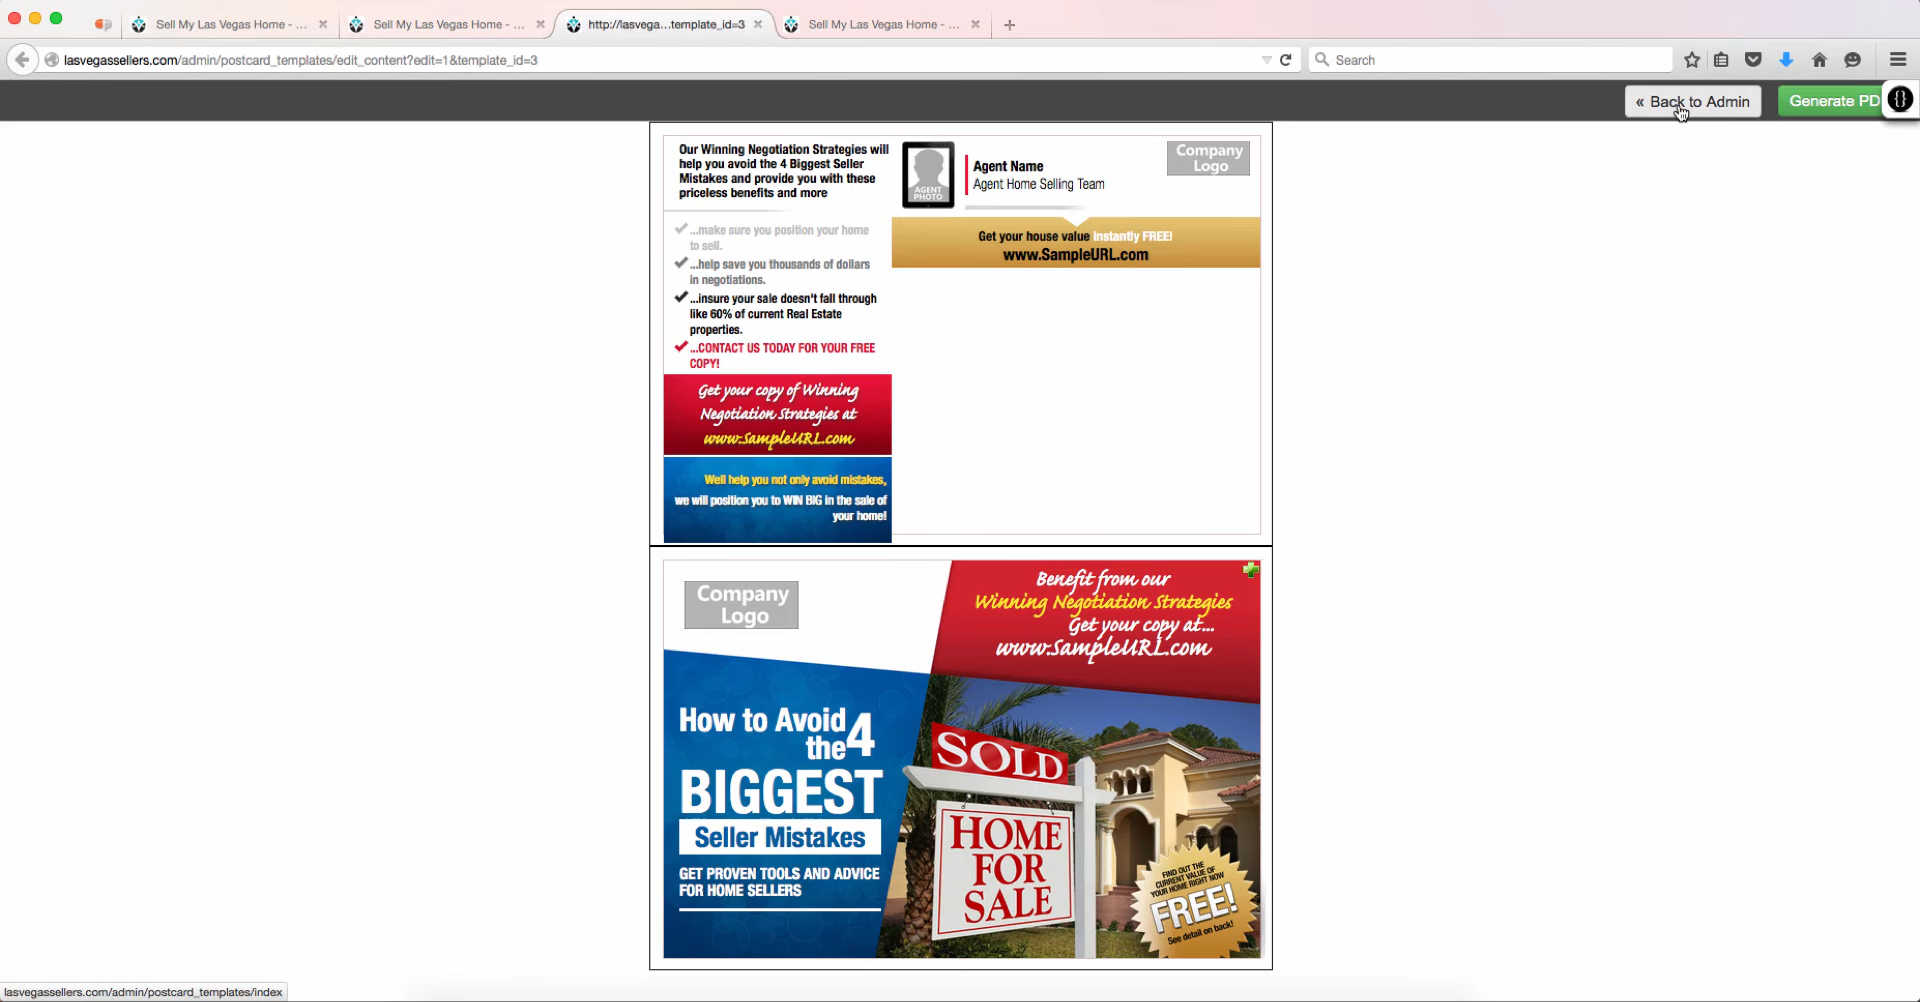 Sell My Las Vegas Home - ...
Sell My Las Vegas Home - ...
http://lasvega...template_id=3
Sell My Las Vegas Home - ...
lasvegassellers.com/admin/postcard_templates/edit_content?edit=1&template_id=3
Search
« Back to Admin
Generate PD
{}
Our Winning Negotiation Strategies will
help you avoid the 4 Biggest Seller
Mistakes and provide you with these
priceless benefits and more
...make sure you position your home
to sell.
...help save you thousands of dollars
in negotiations.
...insure your sale doesn't fall through
like 60% of current Real Estate
properties.
...CONTACT US TODAY FOR YOUR FREE
COPY!
Get your copy of Winning
Negotiation Strategies at
www.SampleURL.com
Well help you not only avoid mistakes,
we will position you to WIN BIG in the sale of
your home!
AGENT
PHOTO
Agent Name
Agent Home Selling Team
Company
Logo
Get your house value instantly FREE!
www.SampleURL.com
Company
Logo
Benefit from our
Winning Negotiation Strategies
Get your copy at...
www.SampleURL.com
How to Avoid
the 4
BIGGEST
Seller Mistakes
GET PROVEN TOOLS AND ADVICE
FOR HOME SELLERS
SOLD
HOME
FOR
SALE
FIND OUT THE
CURRENT VALUE OF
YOUR HOME RIGHT NOW
FREE!
See detail on back!
lasvegassellers.com/admin/postcard_templates/index